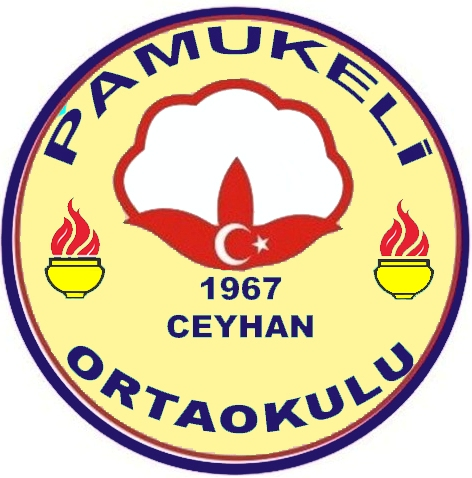 PAMUKELİ
1967
CEYHAN
ORTAOKULU